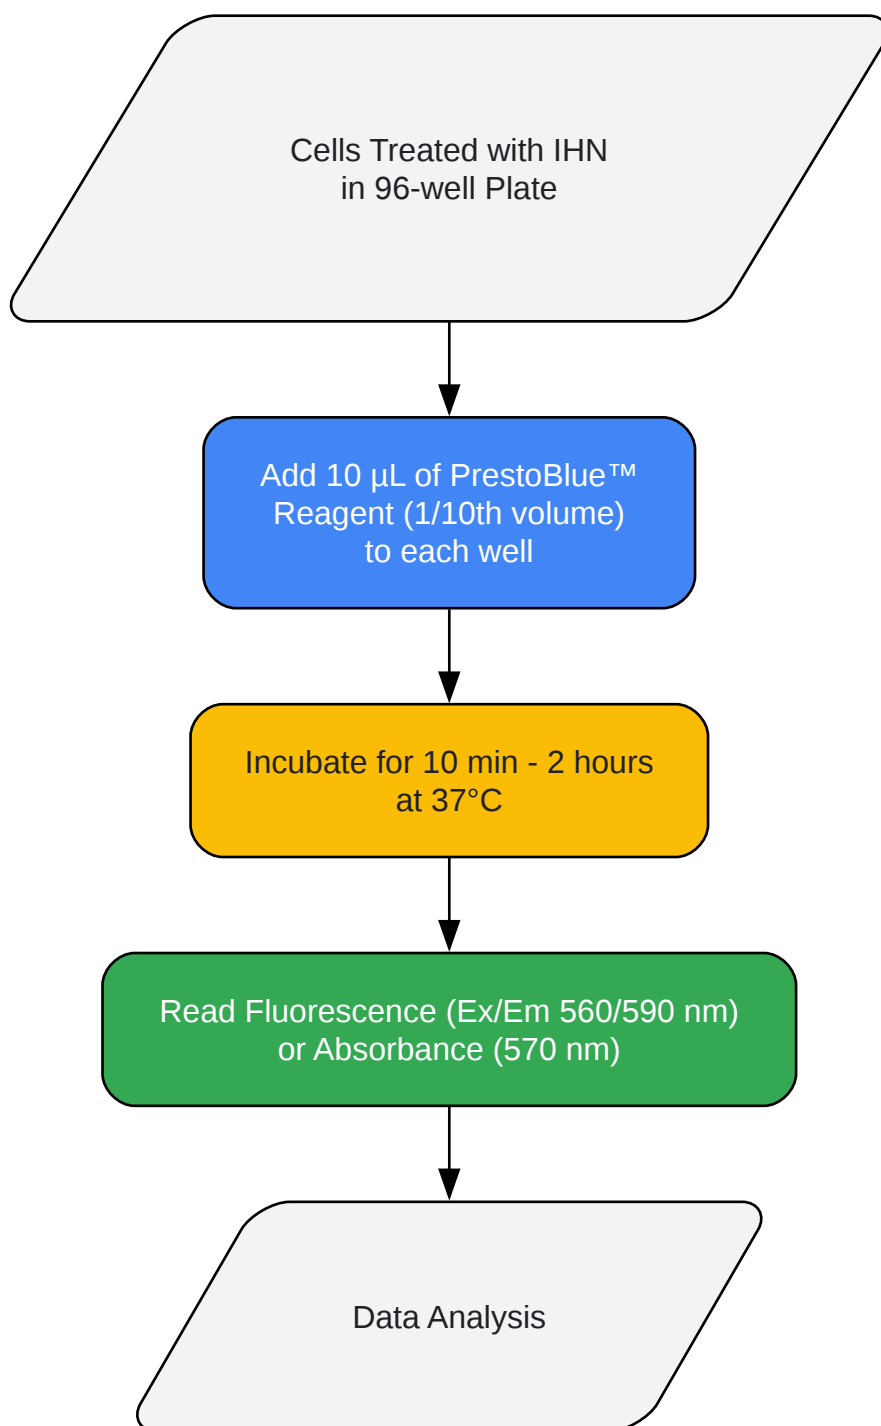 Cells Treated with IHN
in 96-well Plate
Add 10 µL of PrestoBlue™
Reagent (1/10th volume)
to each well
Incubate for 10 min - 2 hours
at 37°C
Read Fluorescence (Ex/Em 560/590 nm)
or Absorbance (570 nm)
Data Analysis